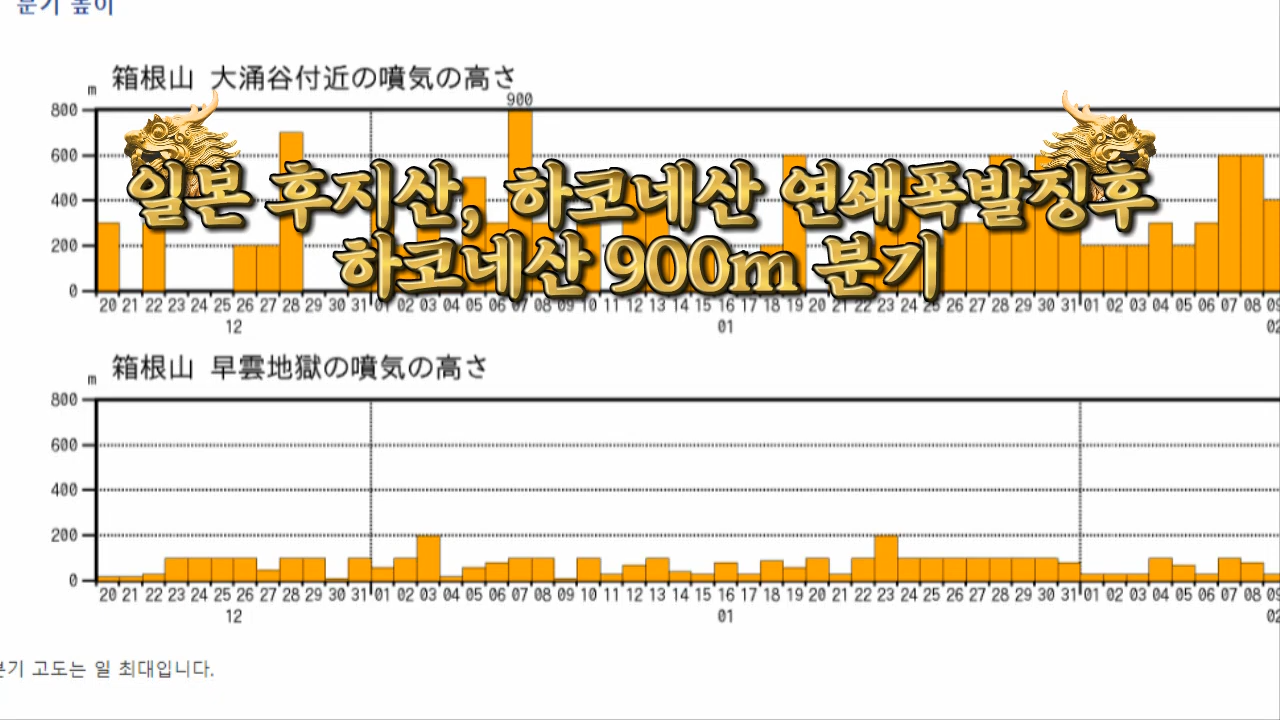 분기 높이
箱根山 大涌谷付近の噴気の高さ
m
900
800
600
400
200
0
일본 후지산, 하코네산 연쇄폭발징후
하코네산 900m 분기
20 21 22 23 24 25 26 27 28 29 30 31 01 02 03 04 05 06 07 08 09 10 11 12 13 14 15 16 17 18 19 20 21 22 23 24 25 26 27 28 29 30 31 01 02 03 04 05 06 07 08 09
12 01 02
箱根山 早雲地獄の噴気の高さ
m
800
600
400
200
0
20 21 22 23 24 25 26 27 28 29 30 31 01 02 03 04 05 06 07 08 09 10 11 12 13 14 15 16 17 18 19 20 21 22 23 24 25 26 27 28 29 30 31 01 02 03 04 05 06 07 08 09
12 01 02
분기 고도는 일 최대입니다.